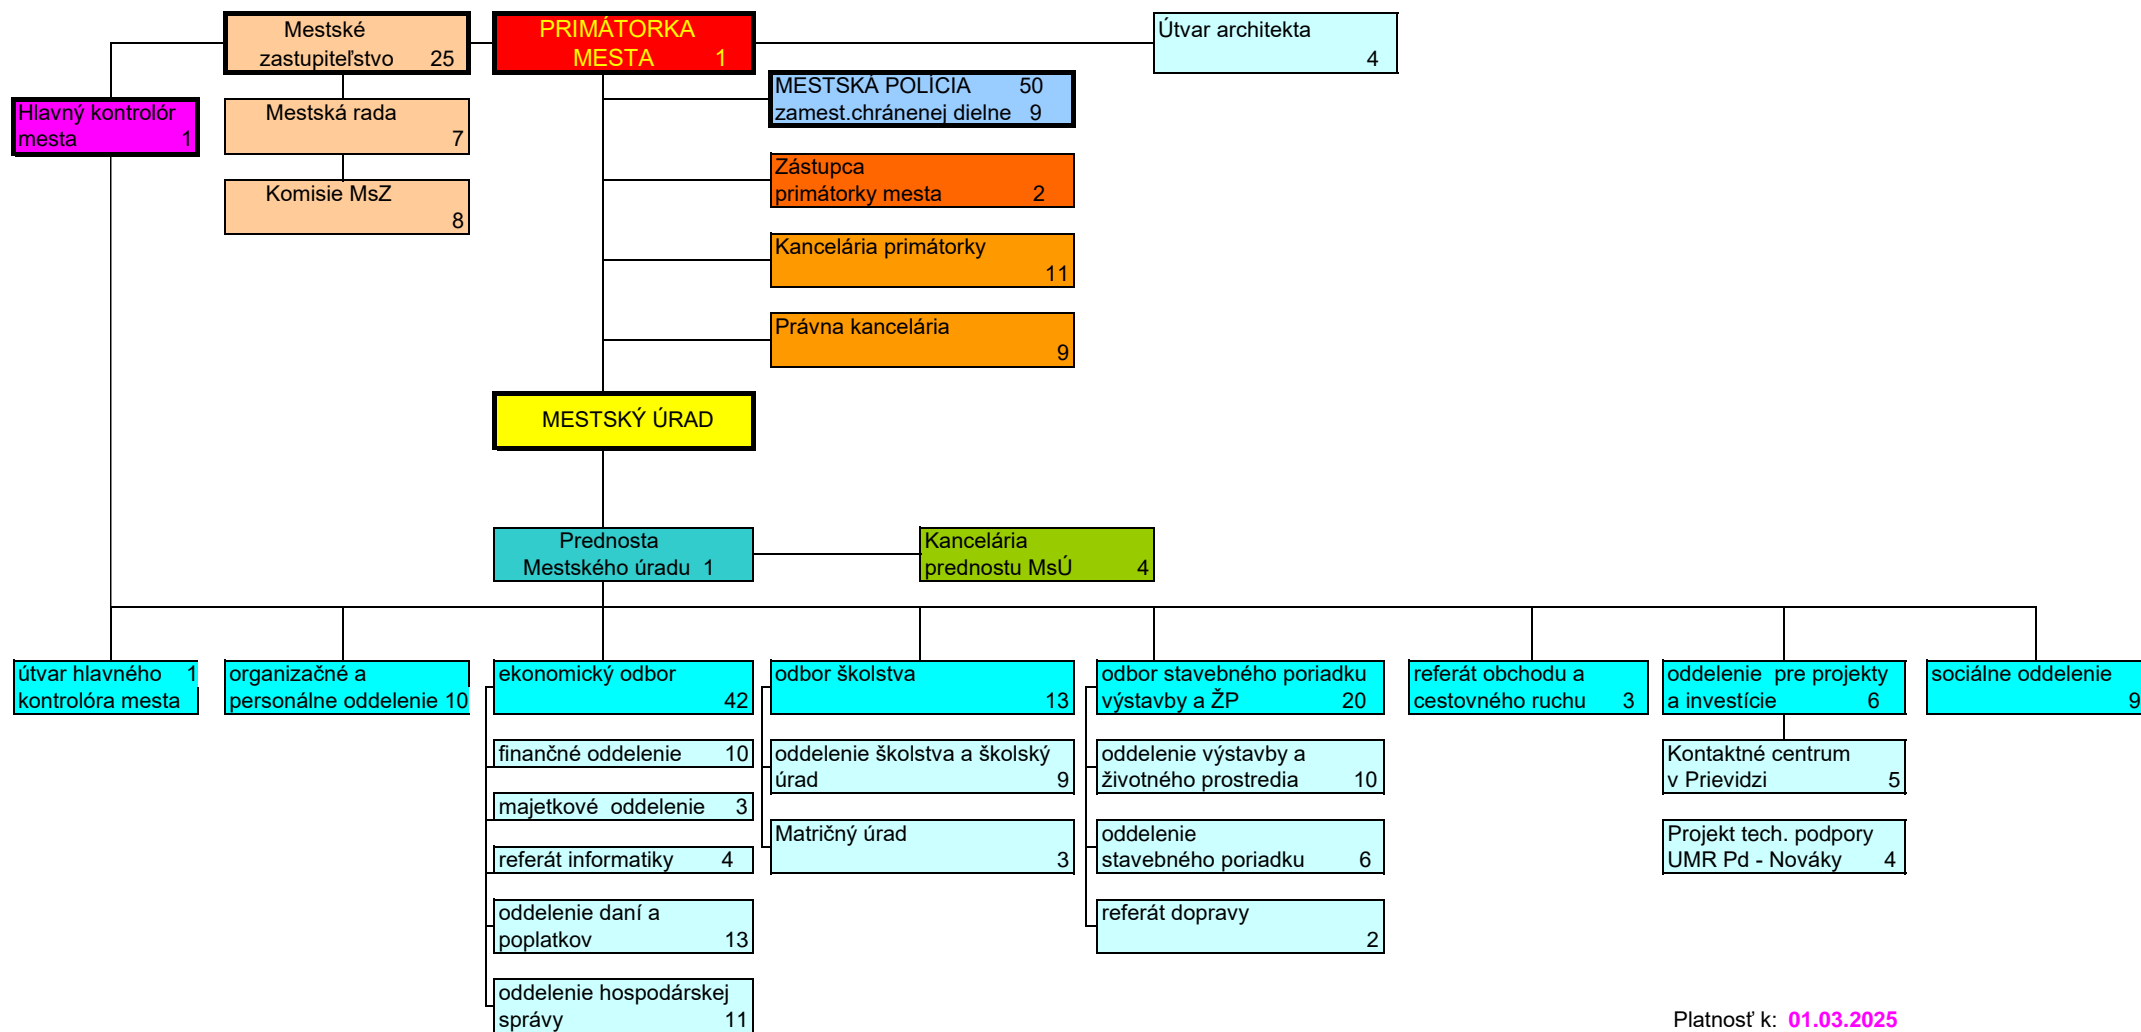 Mestské
zastupiteľstvo 25
PRIMÁTORKA
MESTA 1
Útvar architekta
4
MESTSKÁ POLÍCIA 50
zamest.chránenej dielne 9
Hlavný kontrolór
mesta 1
Mestská rada
7
Zástupca
primátorky mesta 2
Komisie MsZ
8
Kancelária primátorky
11
Právna kancelária
9
MESTSKÝ ÚRAD
Prednosta
Mestského úradu 1
Kancelária
prednostu MsÚ 4
útvar hlavného 1
kontrolóra mesta
organizačné a
personálne oddelenie 10
ekonomický odbor
42
odbor školstva
13
odbor stavebného poriadku
výstavby a ŽP 20
referát obchodu a
cestovného ruchu 3
oddelenie pre projekty
a investície 6
sociálne oddelenie
9
finančné oddelenie 10
majetkové oddelenie 3
referát informatiky 4
oddelenie daní a
poplatkov 13
oddelenie hospodárskej
správy 11
oddelenie školstva a školský
úrad 9
Matričný úrad
3
oddelenie výstavby a
životného prostredia 10
oddelenie
stavebného poriadku 6
referát dopravy
2
Kontaktné centrum
v Prievidzi 5
Projekt tech. podpory
UMR Pd - Nováky 4
Platnosť k: 01.03.2025